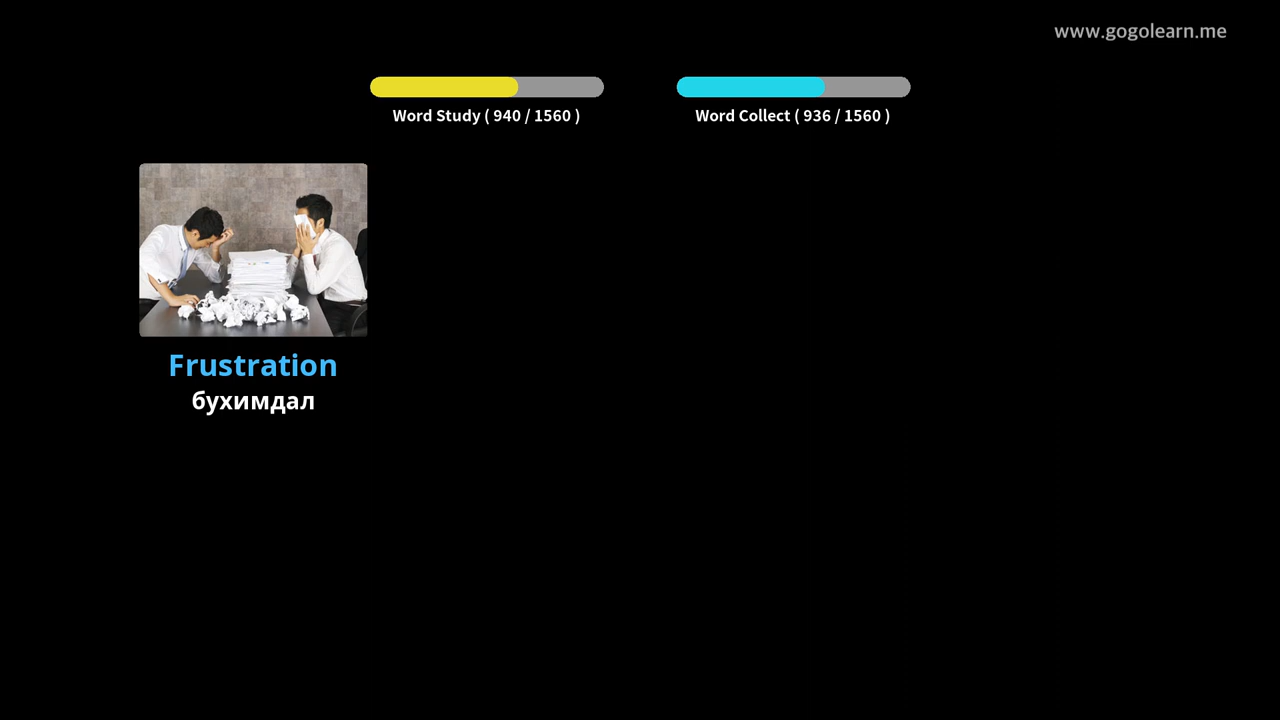 www.gogolearn.me
Word Study ( 940 / 1560 )
Word Collect ( 936 / 1560 )
Frustration
бухимдал